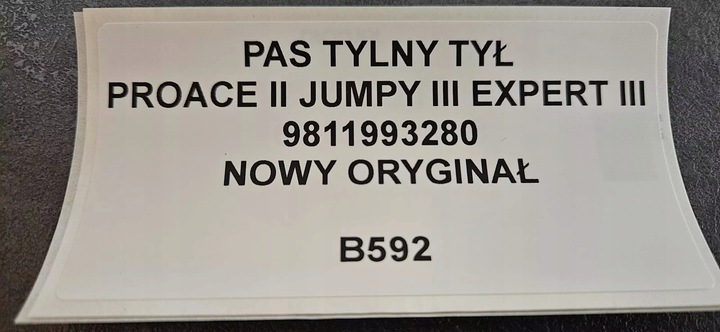 PAS TYLNY TYŁ
PROACE II JUMPY III EXPERT III
9811993280
NOWY ORYGINAŁ
B592